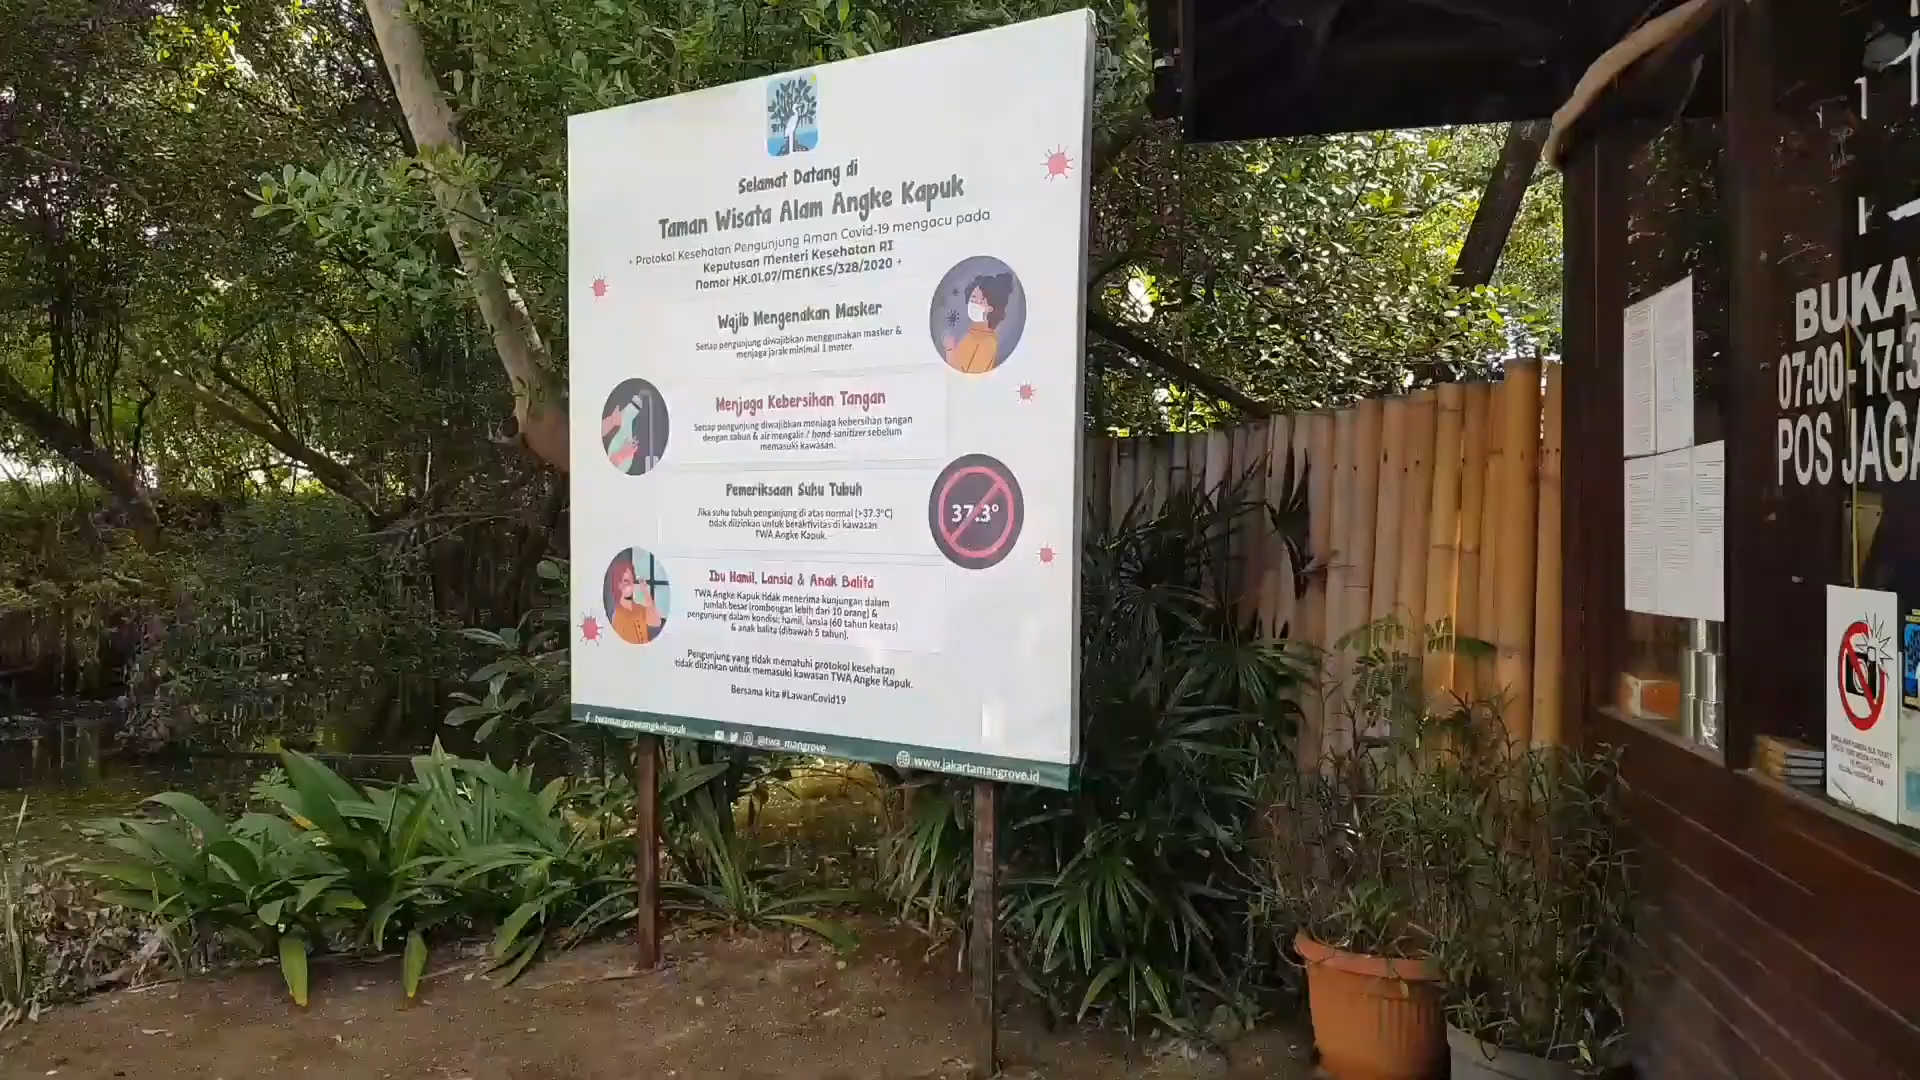 Selamat Datang di
Taman Wisata Alam Angke Kapuk
+ Protokol Kesehatan Pengunjung Aman Covid-19 mengacu pada
Keputusan Menteri Kesehatan RI
Nomor HK.01.07/MENKES/328/2020 +
Wajib Mengenakan Masker
Setiap pengunjung diwajibkan menggunakan masker &
menjaga jarak minimal 1 meter.
Menjaga Kebersihan Tangan
Setiap pengunjung diwajibkan menjaga kebersihan tangan
dengan sabun & air mengalir / hand-sanitizer sebelum
memasuki kawasan.
Pemeriksaan Suhu Tubuh
Jika suhu tubuh pengunjung di atas normal (>37.3°C)
tidak diizinkan untuk beraktivitas di kawasan
TWA Angke Kapuk.
37.3°
Ibu Hamil, Lansia & Anak Balita
TWA Angke Kapuk tidak menerima kunjungan dalam
jumlah besar (rombongan lebih dari 10 orang) &
pengunjung dalam kondisi: hamil, lansia (60 tahun keatas)
& anak balita (dibawah 5 tahun).
Pengunjung yang tidak mematuhi protokol kesehatan
tidak diizinkan untuk memasuki kawasan TWA Angke Kapuk.
Bersama kita #LawanCovid19
twamangroveangkekapuk
@twa_mangrove
www.jakartamangrove.id
BUKA
07:00-17:3
POS JAGA